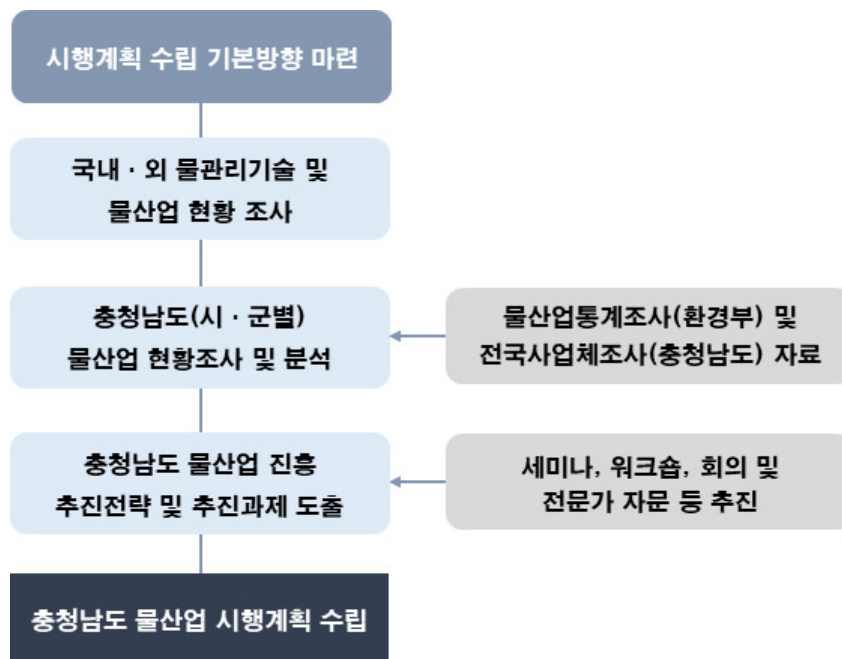 시행계획 수립 기본방향 마련
국내 · 외 물관리기술 및
물산업 현황 조사
충청남도(시 · 군별)
물산업 현황조사 및 분석
물산업통계조사(환경부) 및
전국사업체조사(충청남도) 자료
충청남도 물산업 진흥
추진전략 및 추진과제 도출
세미나, 워크숍, 회의 및
전문가 자문 등 추진
충청남도 물산업 시행계획 수립